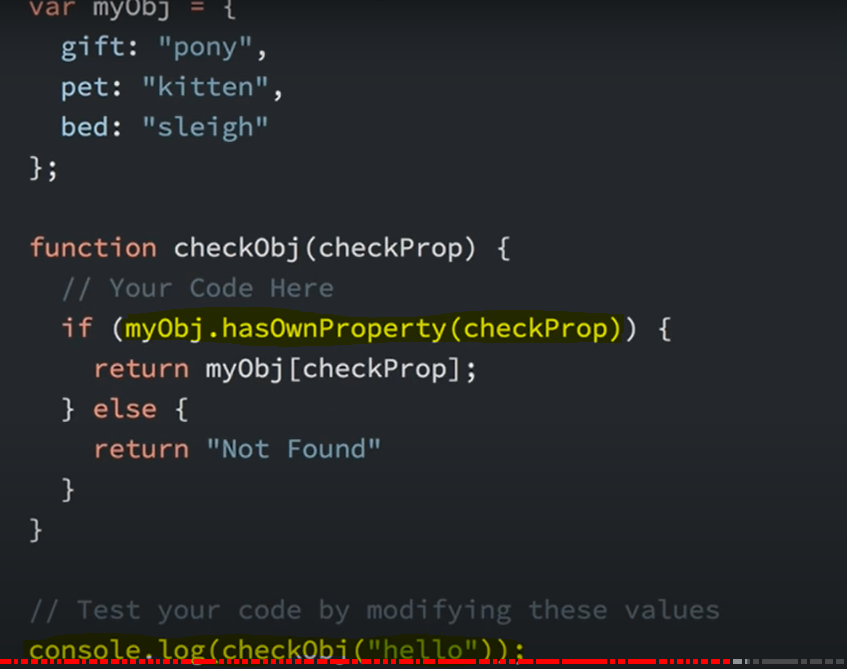 var myObj = {
gift: "pony",
pet: "kitten",
bed: "sleigh"
};
function checkObj(checkProp) {
// Your Code Here
if (myObj.hasOwnProperty(checkProp)) {
return myObj[checkProp];
} else {
return "Not Found"
}
}
// Test your code by modifying these values
console.log(checkObj("hello"));